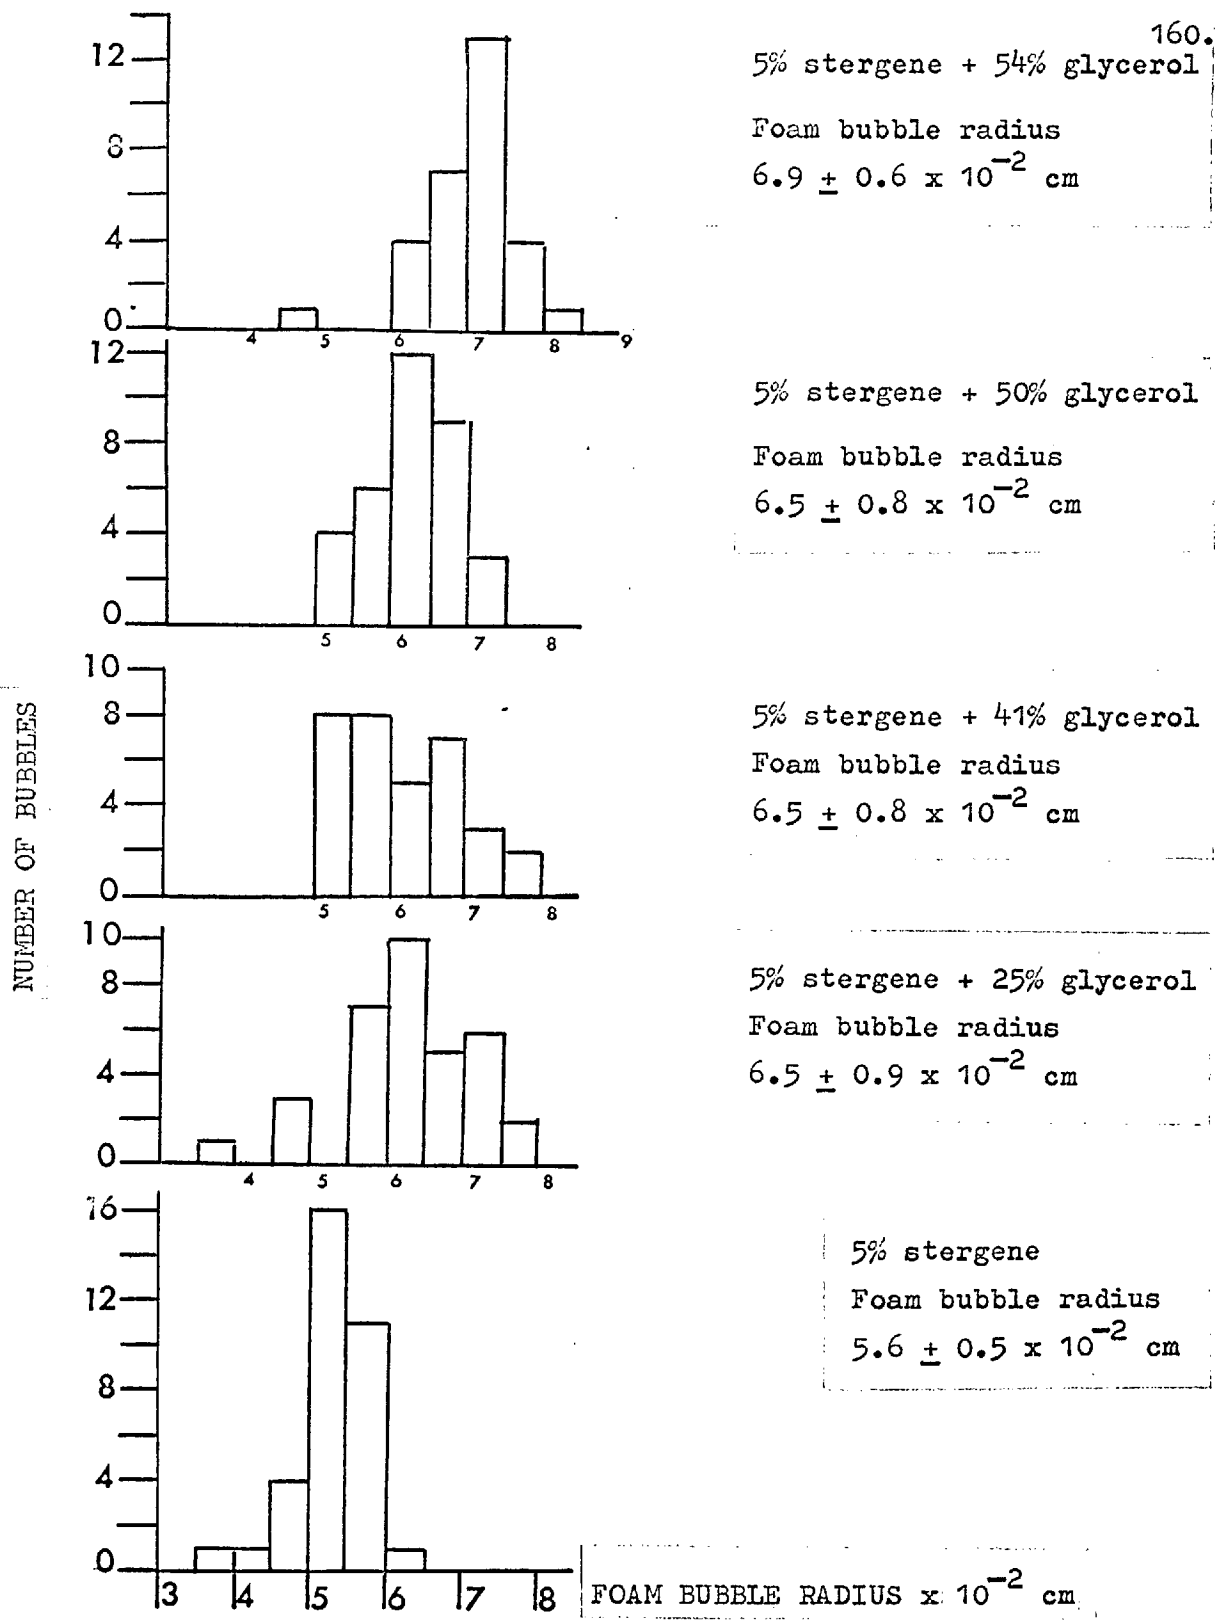 160.
5% stergene + 54% glycerol
Foam bubble radius
6.9 ± 0.6 x 10⁻² cm
12
8
4
0
4 5 6 7 8 9
5% stergene + 50% glycerol
Foam bubble radius
6.5 ± 0.8 x 10⁻² cm
12
8
4
0
5 6 7 8
5% stergene + 41% glycerol
Foam bubble radius
6.5 ± 0.8 x 10⁻² cm
10
8
4
0
5 6 7 8
NUMBER OF BUBBLES
5% stergene + 25% glycerol
Foam bubble radius
6.5 ± 0.9 x 10⁻² cm
10
8
4
0
4 5 6 7 8
5% stergene
Foam bubble radius
5.6 ± 0.5 x 10⁻² cm
16
12
8
4
0
3 4 5 6 7 8
FOAM BUBBLE RADIUS x 10⁻² cm